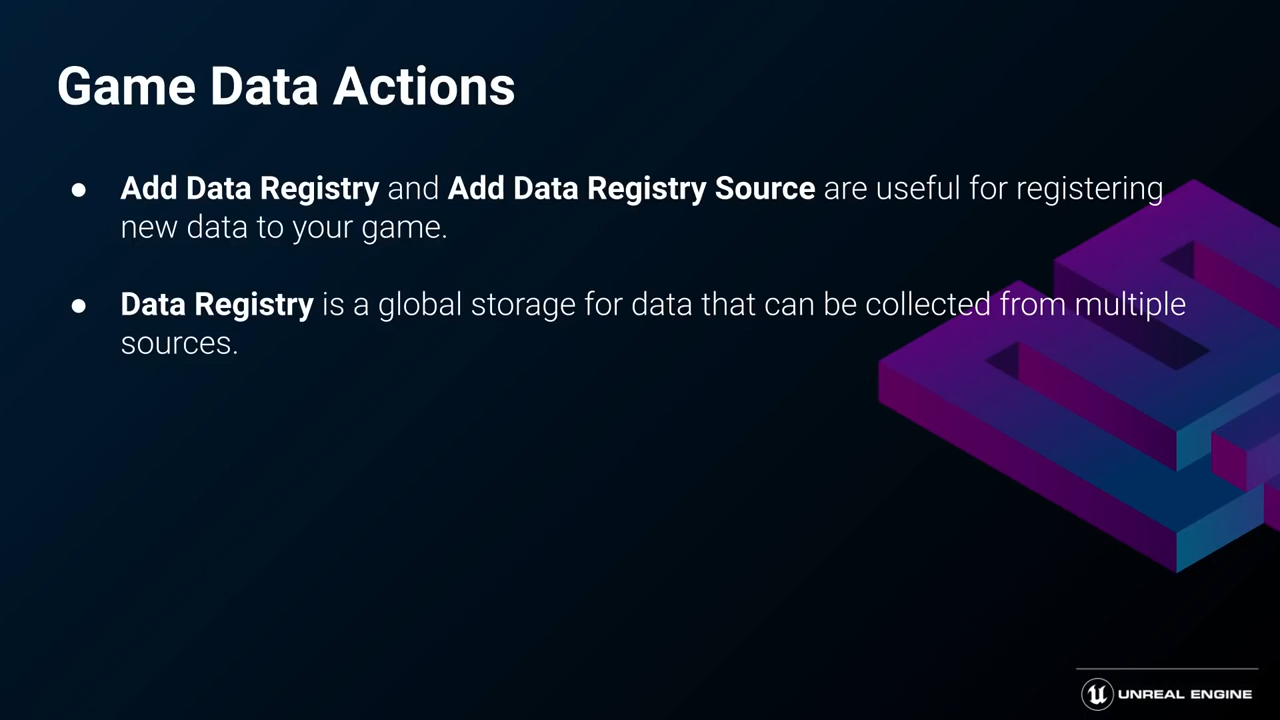 Game Data Actions
● Add Data Registry and Add Data Registry Source are useful for registering
new data to your game.
● Data Registry is a global storage for data that can be collected from multiple
sources.
UNREAL ENGINE